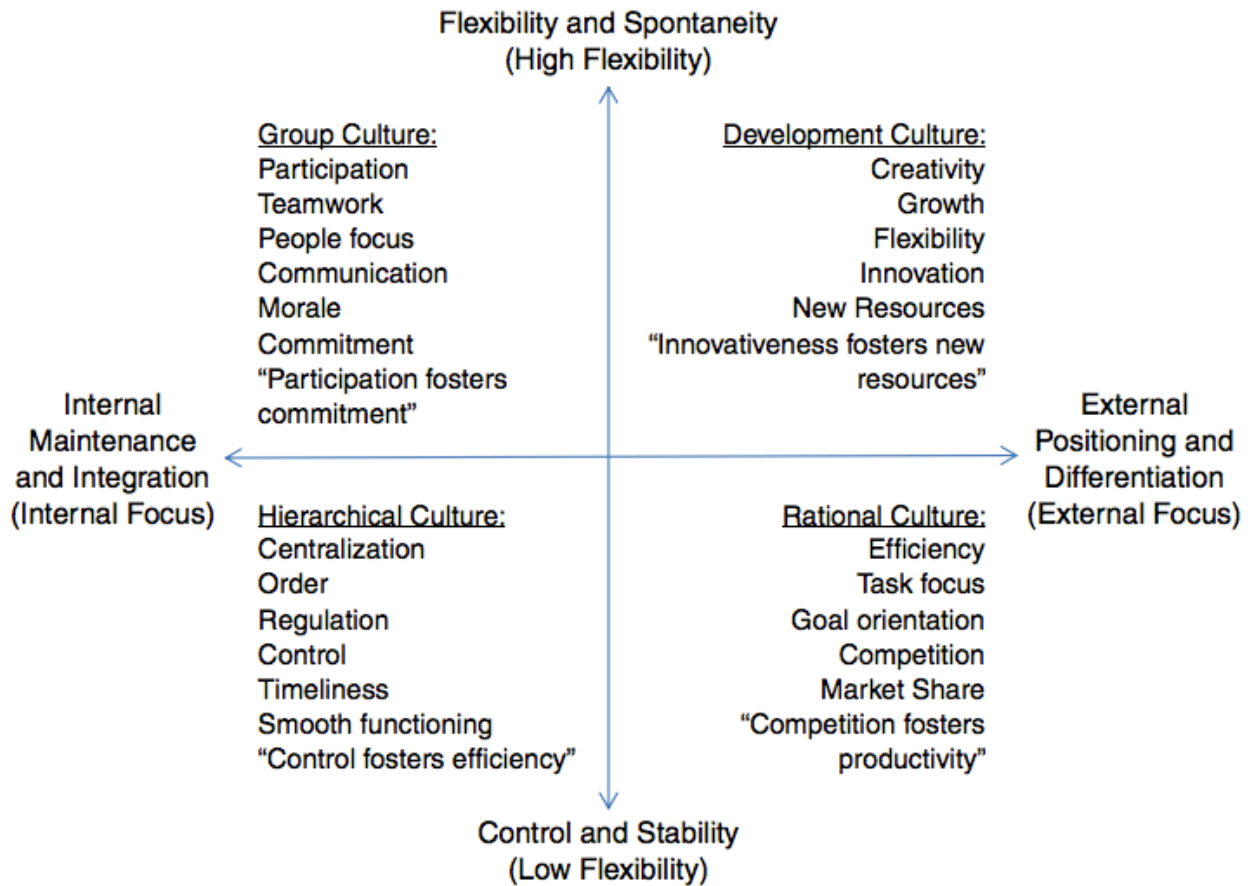 Flexibility and Spontaneity
(High Flexibility)
Group Culture:
Participation
Teamwork
People focus
Communication
Morale
Commitment
“Participation fosters
commitment”
Development Culture:
Creativity
Growth
Flexibility
Innovation
New Resources
“Innovativeness fosters new
resources”
Internal
Maintenance
and Integration
(Internal Focus)
External
Positioning and
Differentiation
(External Focus)
Hierarchical Culture:
Centralization
Order
Regulation
Control
Timeliness
Smooth functioning
“Control fosters efficiency”
Rational Culture:
Efficiency
Task focus
Goal orientation
Competition
Market Share
“Competition fosters
productivity”
Control and Stability
(Low Flexibility)